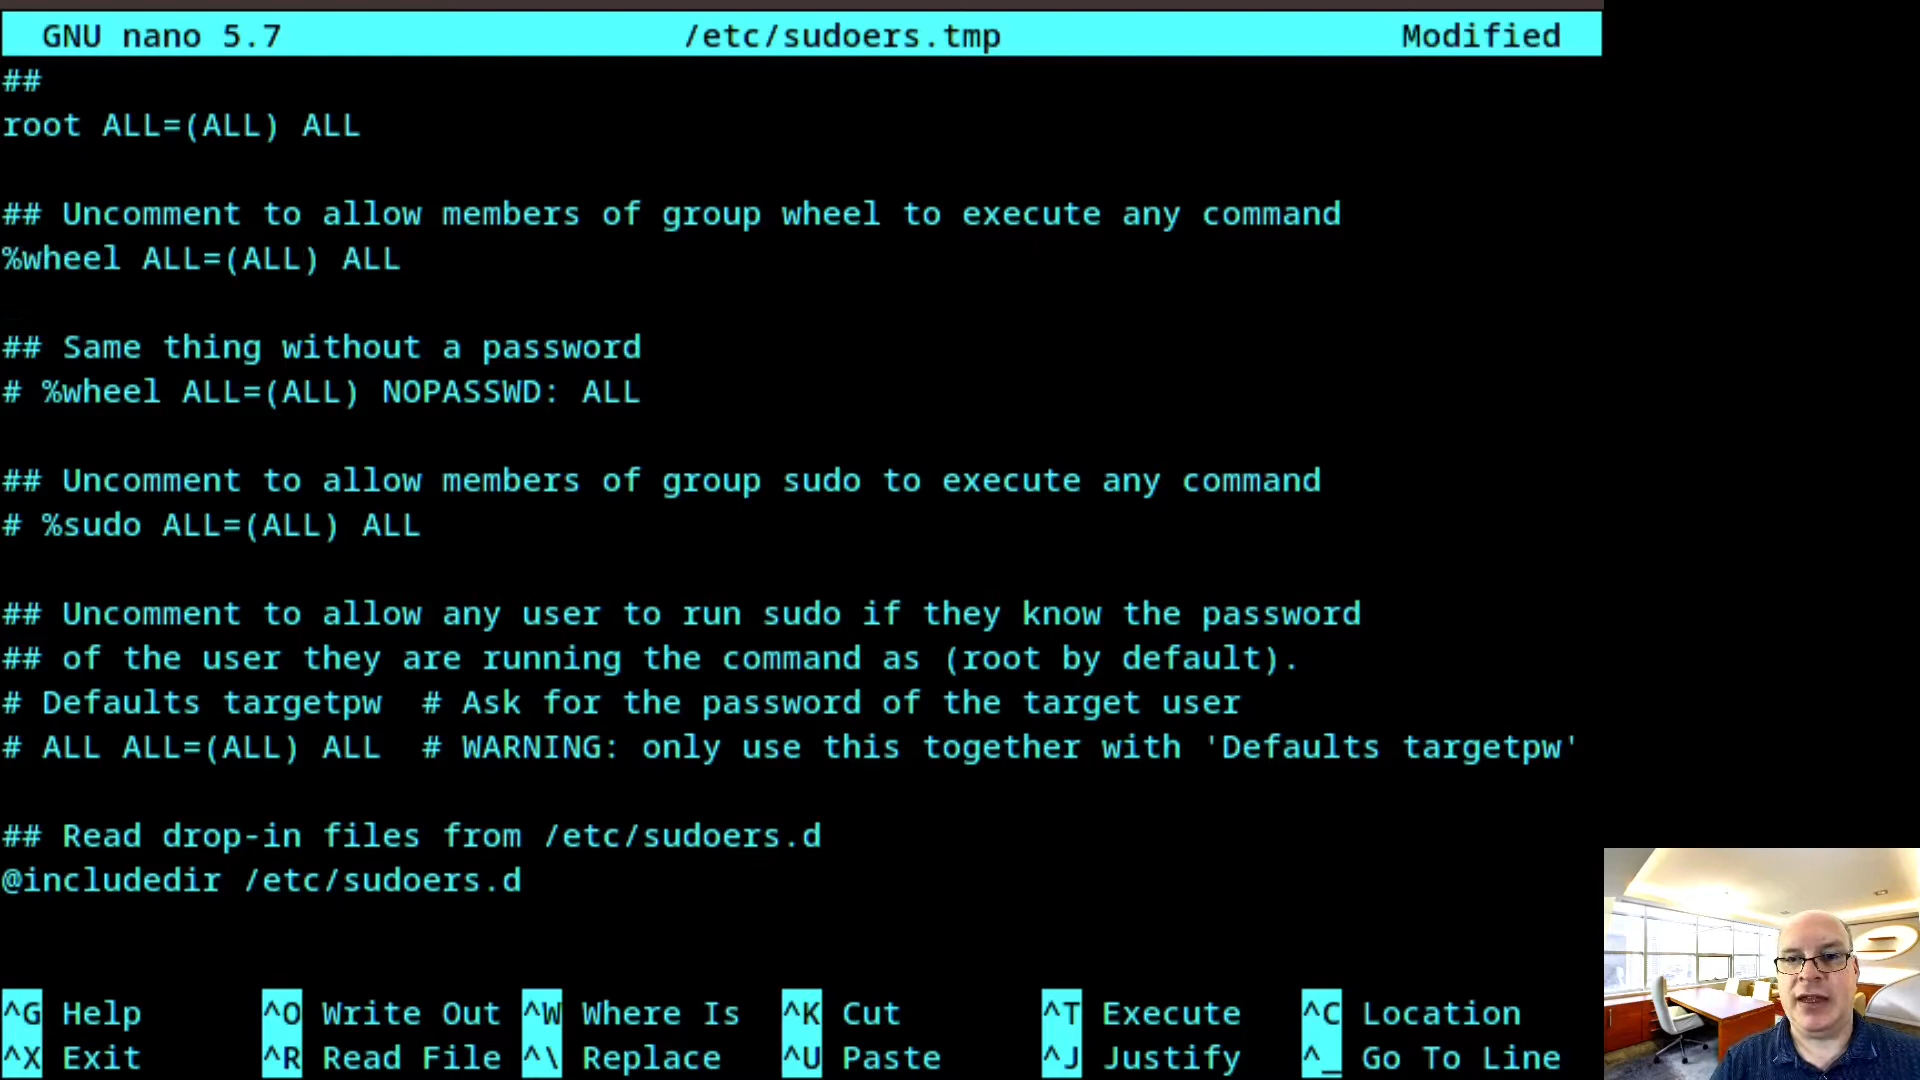 GNU nano 5.7 /etc/sudoers.tmp Modified
##
root ALL=(ALL) ALL
## Uncomment to allow members of group wheel to execute any command
%wheel ALL=(ALL) ALL
## Same thing without a password
# %wheel ALL=(ALL) NOPASSWD: ALL
## Uncomment to allow members of group sudo to execute any command
# %sudo ALL=(ALL) ALL
## Uncomment to allow any user to run sudo if they know the password
## of the user they are running the command as (root by default).
# Defaults targetpw  # Ask for the password of the target user
# ALL ALL=(ALL) ALL  # WARNING: only use this together with 'Defaults targetpw'
## Read drop-in files from /etc/sudoers.d
@includedir /etc/sudoers.d
^G Help ^O Write Out ^W Where Is ^K Cut ^T Execute ^C Location
^X Exit ^R Read File ^\ Replace ^U Paste ^J Justify ^_ Go To Line